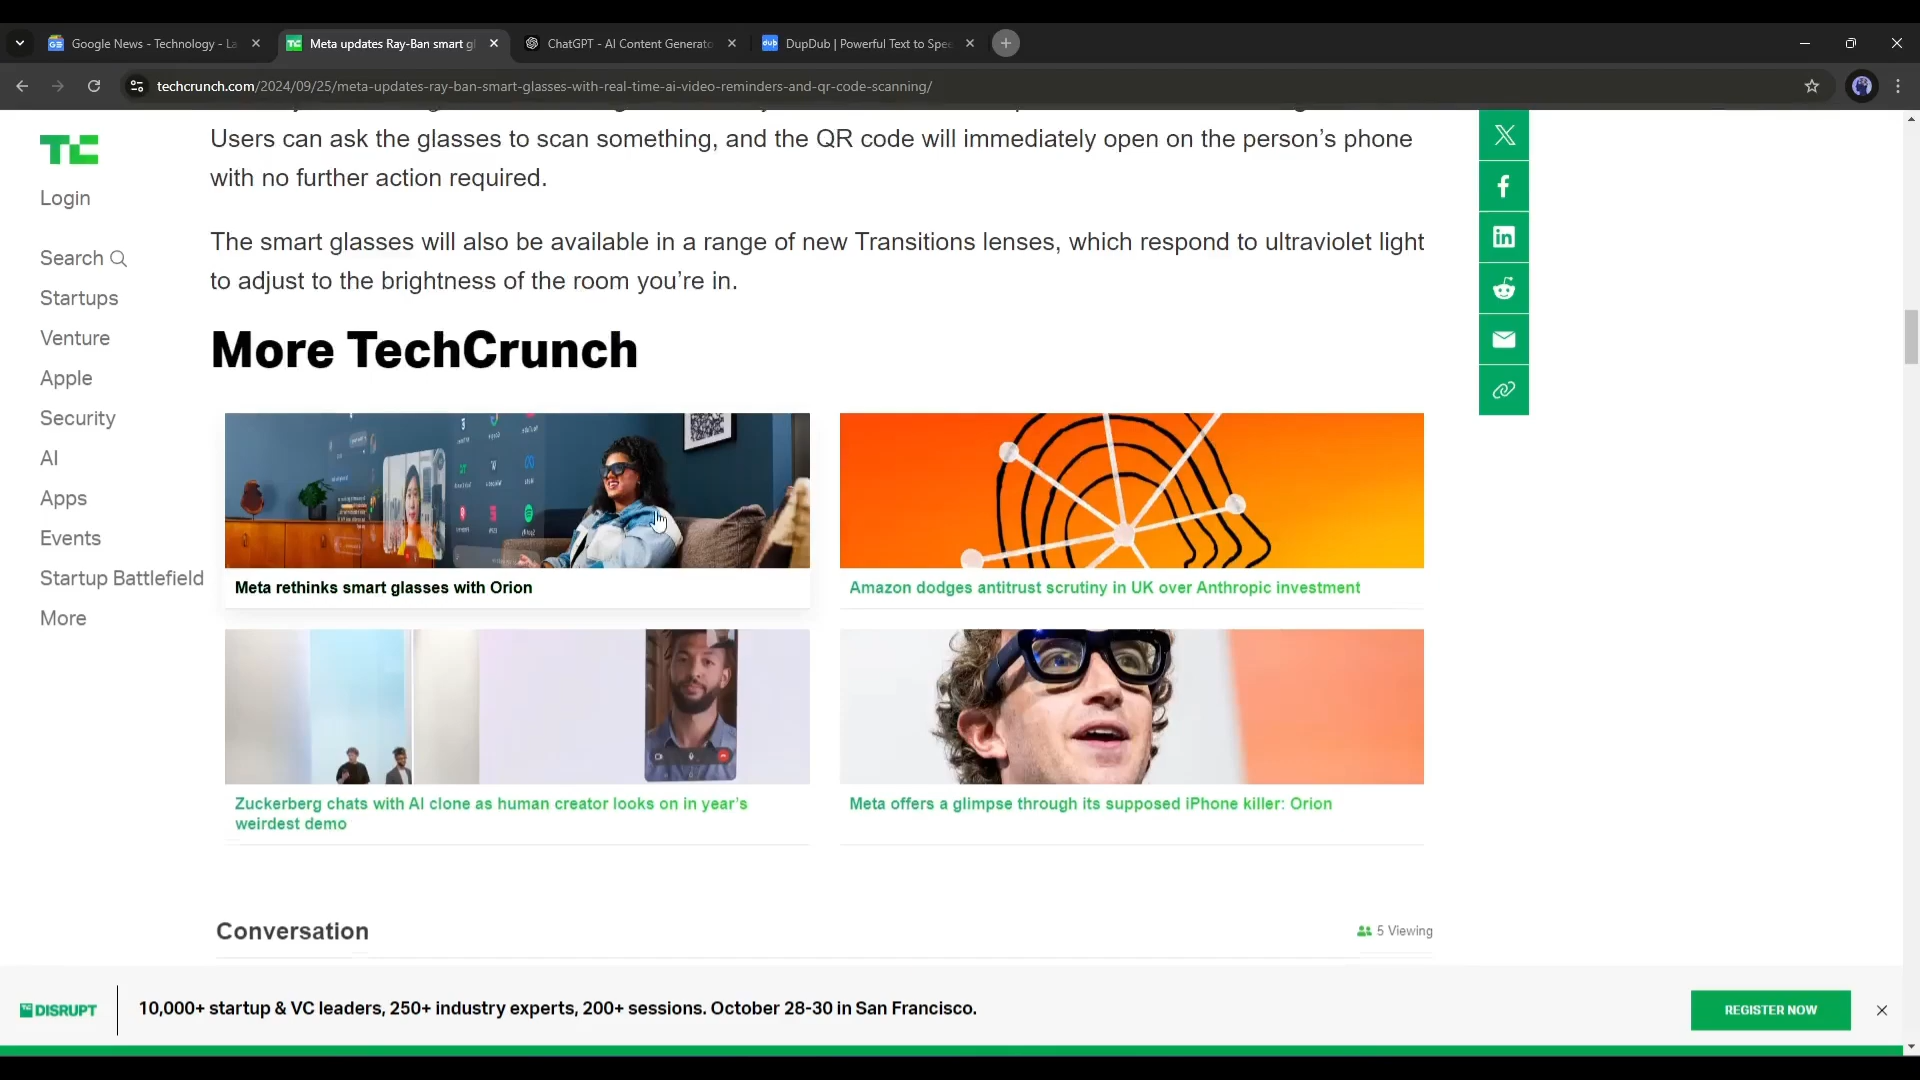 Google News - Technology - La
Meta updates Ray-Ban smart gl
ChatGPT - AI Content Generato
dub
DupDub | Powerful Text to Spee
techcrunch.com/2024/09/25/meta-updates-ray-ban-smart-glasses-with-real-time-ai-video-reminders-and-qr-code-scanning/
TC
Login
Search
Startups
Venture
Apple
Security
AI
Apps
Events
Startup Battlefield
More
Users can ask the glasses to scan something, and the QR code will immediately open on the person’s phone
with no further action required.
The smart glasses will also be available in a range of new Transitions lenses, which respond to ultraviolet light
to adjust to the brightness of the room you’re in.
More TechCrunch
Meta rethinks smart glasses with Orion
Amazon dodges antitrust scrutiny in UK over Anthropic investment
Zuckerberg chats with AI clone as human creator looks on in year’s
weirdest demo
Meta offers a glimpse through its supposed iPhone killer: Orion
Conversation
5 Viewing
TC DISRUPT
10,000+ startup & VC leaders, 250+ industry experts, 200+ sessions. October 28-30 in San Francisco.
REGISTER NOW